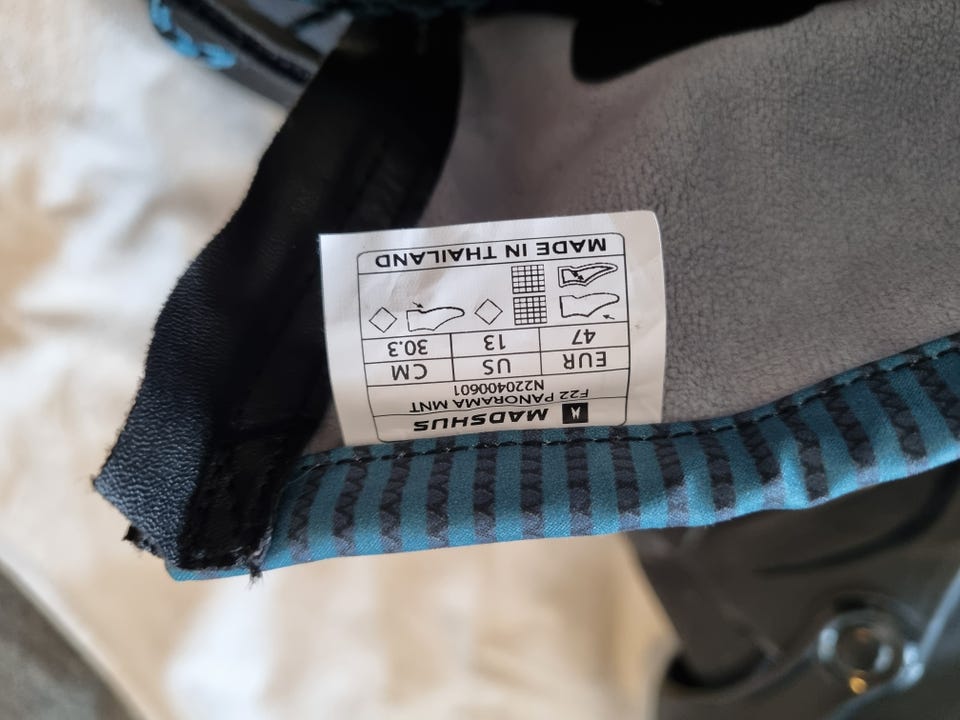 MADSHUS
F22 PANORAMA MNT
N220400601
EUR US CM
47 13 30.3
MADE IN THAILAND